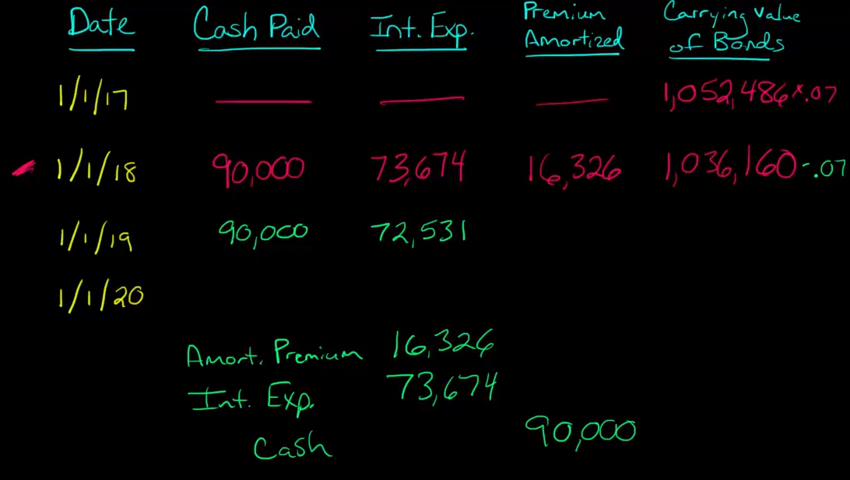 Date Cash Paid Int. Exp. Premium Amortized Carrying Value of Bonds
1/1/17 1,052,486 x .07
1/1/18 90,000 73,674 16,326 1,036,160 - .07
1/1/19 90,000 72,531
1/1/20
Amort. Premium 16,326
Int. Exp. 73,674
Cash 90,000